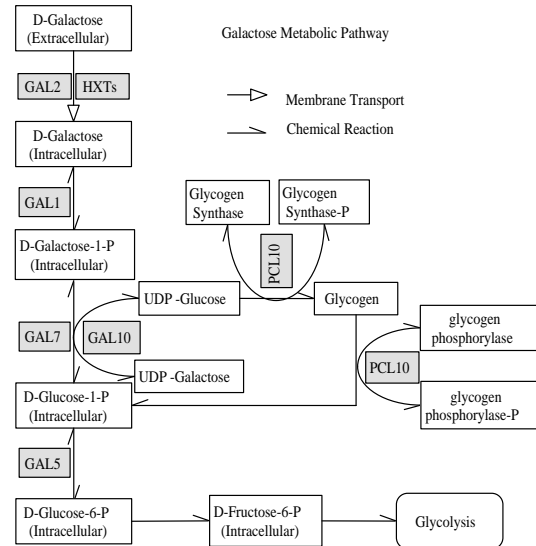 D-Galactose
(Extracellular)
Galactose Metabolic Pathway
GAL2
HXTs
Membrane Transport
Chemical Reaction
D-Galactose
(Intracellular)
GAL1
Glycogen
Synthase
Glycogen
Synthase-P
PCL10
D-Galactose-1-P
(Intracellular)
UDP -Glucose
Glycogen
GAL7
GAL10
glycogen
phosphorylase
UDP -Galactose
PCL10
D-Glucose-1-P
(Intracellular)
glycogen
phosphorylase-P
GAL5
D-Glucose-6-P
(Intracellular)
D-Fructose-6-P
(Intracellular)
Glycolysis